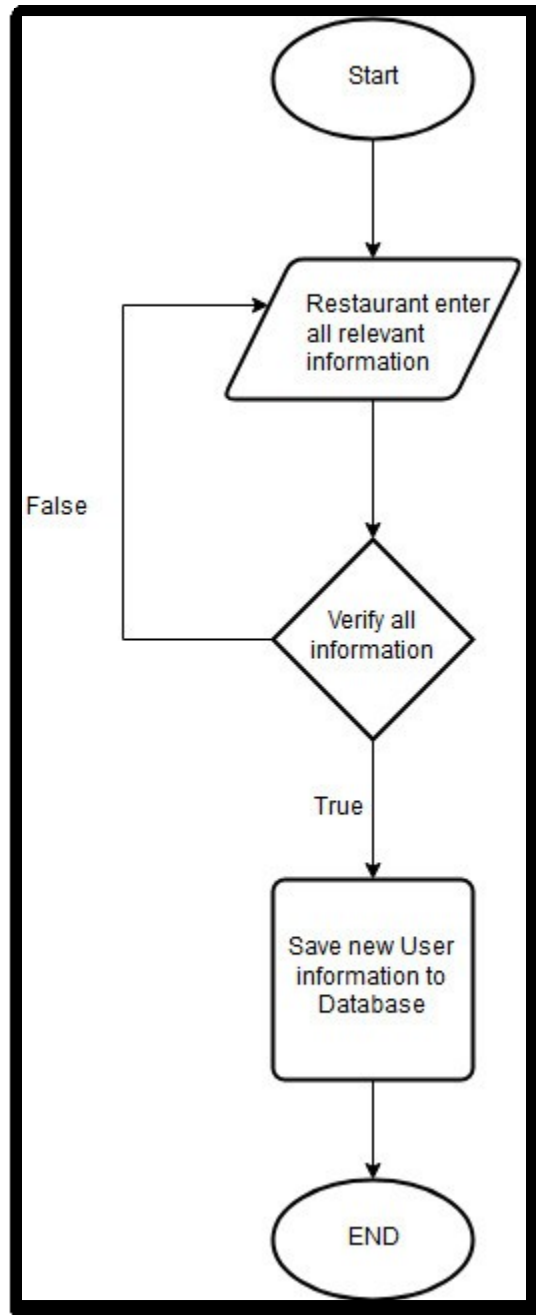 Start
Restaurant enter
all relevant
information
False
Verify all
information
True
Save new User
information to
Database
END